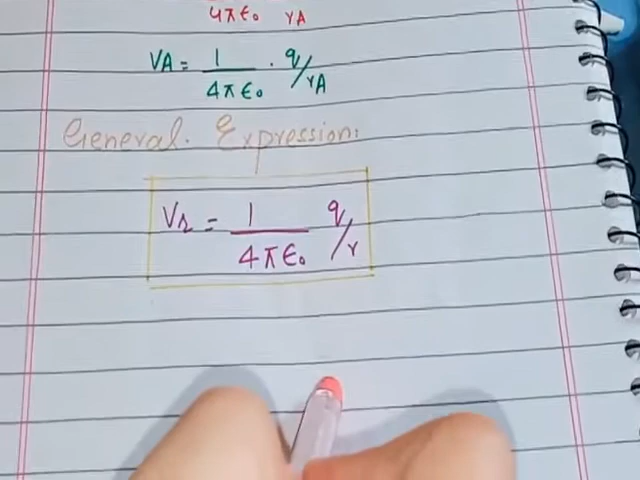 4πε₀ rA
VA = 1/4πε₀ · q/rA
General Expression:
Vr = 1/4πε₀ q/r